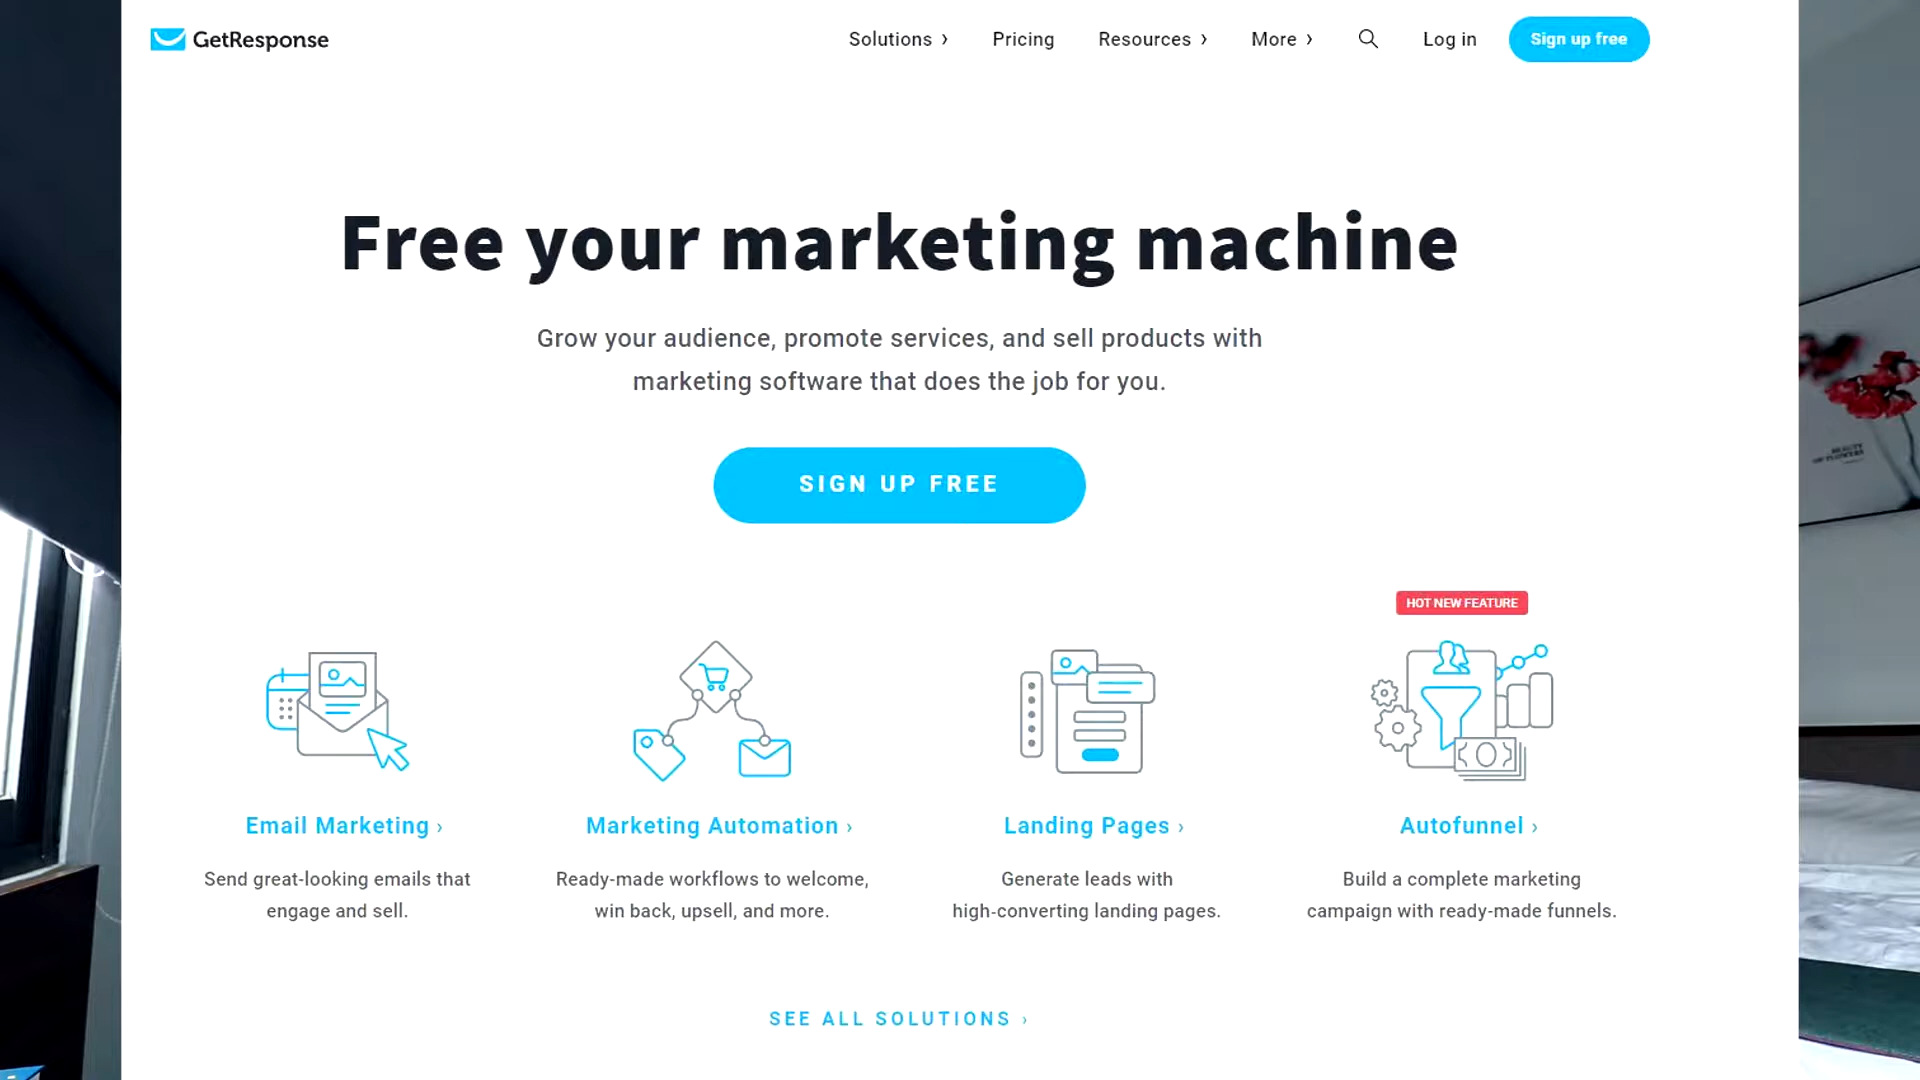 GetResponse
Solutions ›
Pricing
Resources ›
More ›
Log in
Sign up free
Free your marketing machine
Grow your audience, promote services, and sell products with
marketing software that does the job for you.
SIGN UP FREE
HOT NEW FEATURE
Email Marketing ›
Send great-looking emails that
engage and sell.
Marketing Automation ›
Ready-made workflows to welcome,
win back, upsell, and more.
Landing Pages ›
Generate leads with
high-converting landing pages.
Autofunnel ›
Build a complete marketing
campaign with ready-made funnels.
SEE ALL SOLUTIONS ›
BEAUTY
OF FLOWERS